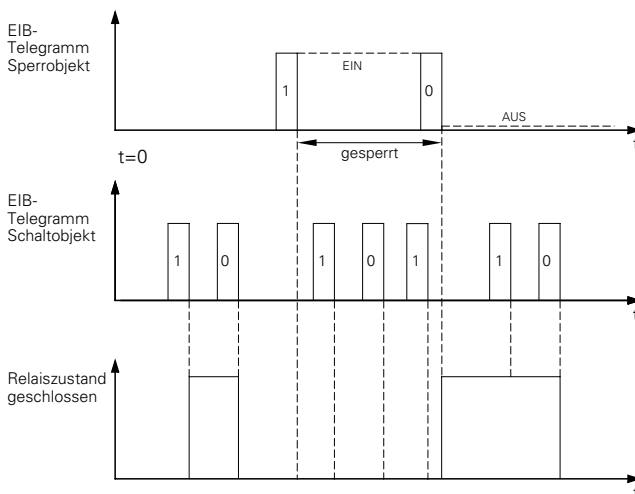 EIB-
Telegramm
Sperrobjekt
EIN
1
0
AUS
t
t=0
gesperrt
EIB-
Telegramm
Schaltobjekt
1
0
1
0
1
1
0
t
Relaiszustand
geschlossen
t